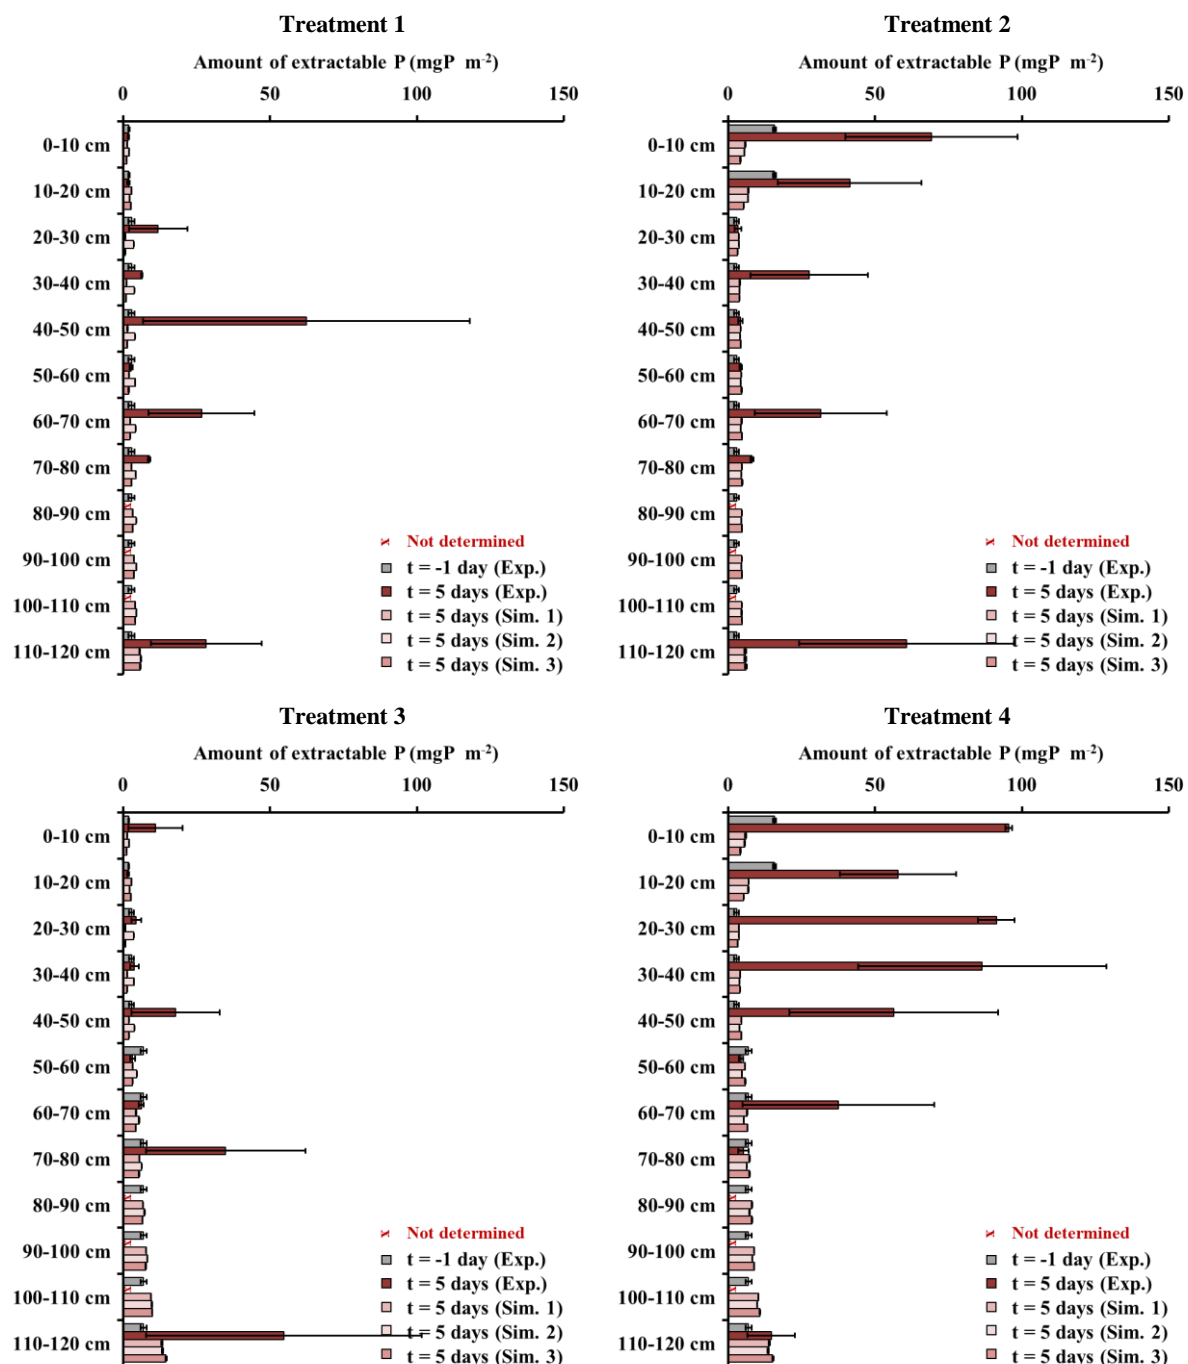 Treatment 1
Amount of extractable P (mgP m-2)
0 50 100 150
0-10 cm
10-20 cm
20-30 cm
30-40 cm
40-50 cm
50-60 cm
60-70 cm
70-80 cm
80-90 cm
90-100 cm
100-110 cm
110-120 cm
Not determined
t = -1 day (Exp.)
t = 5 days (Exp.)
t = 5 days (Sim. 1)
t = 5 days (Sim. 2)
t = 5 days (Sim. 3)
Treatment 2
Amount of extractable P (mgP m-2)
0 50 100 150
0-10 cm
10-20 cm
20-30 cm
30-40 cm
40-50 cm
50-60 cm
60-70 cm
70-80 cm
80-90 cm
90-100 cm
100-110 cm
110-120 cm
Not determined
t = -1 day (Exp.)
t = 5 days (Exp.)
t = 5 days (Sim. 1)
t = 5 days (Sim. 2)
t = 5 days (Sim. 3)
Treatment 3
Amount of extractable P (mgP m-2)
0 50 100 150
0-10 cm
10-20 cm
20-30 cm
30-40 cm
40-50 cm
50-60 cm
60-70 cm
70-80 cm
80-90 cm
90-100 cm
100-110 cm
110-120 cm
Not determined
t = -1 day (Exp.)
t = 5 days (Exp.)
t = 5 days (Sim. 1)
t = 5 days (Sim. 2)
t = 5 days (Sim. 3)
Treatment 4
Amount of extractable P (mgP m-2)
0 50 100 150
0-10 cm
10-20 cm
20-30 cm
30-40 cm
40-50 cm
50-60 cm
60-70 cm
70-80 cm
80-90 cm
90-100 cm
100-110 cm
110-120 cm
Not determined
t = -1 day (Exp.)
t = 5 days (Exp.)
t = 5 days (Sim. 1)
t = 5 days (Sim. 2)
t = 5 days (Sim. 3)